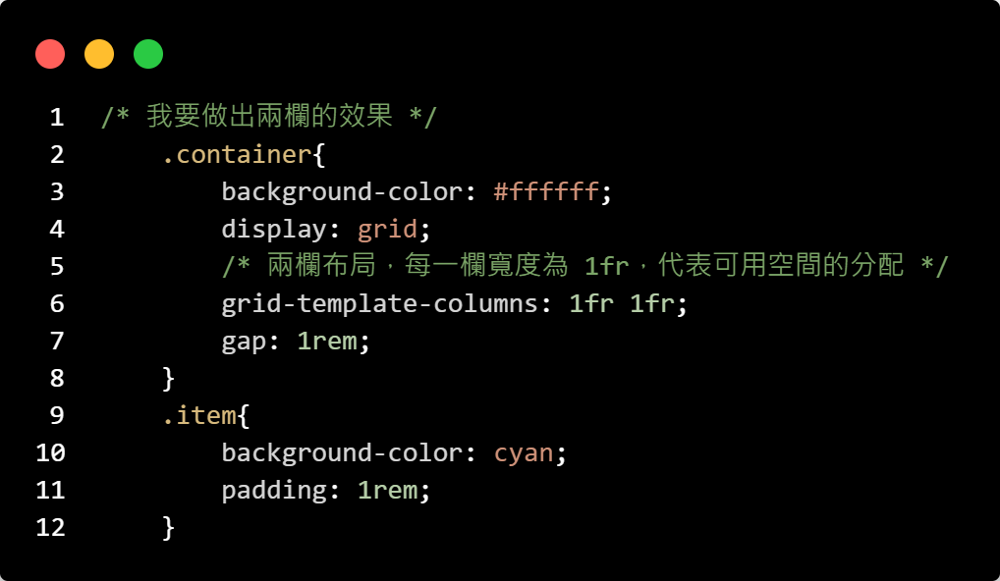 1 /* 我要做出兩欄的效果 */
2 .container{
3 background-color: #ffffff;
4 display: grid;
5 /* 兩欄布局，每一欄寬度為 1fr，代表可用空間的分配 */
6 grid-template-columns: 1fr 1fr;
7 gap: 1rem;
8 }
9 .item{
10 background-color: cyan;
11 padding: 1rem;
12 }